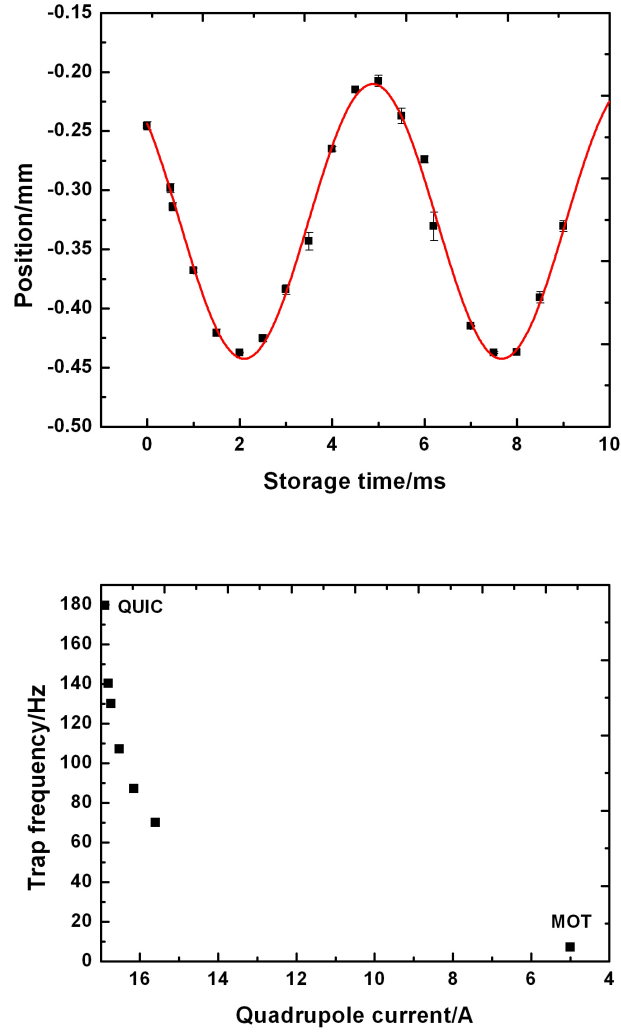 -0.15
-0.20
-0.25
-0.30
-0.35
-0.40
-0.45
-0.50
Position/mm
0 2 4 6 8 10
Storage time/ms
180
160
140
120
100
80
60
40
20
0
Trap frequency/Hz
QUIC
MOT
16 14 12 10 8 6 4
Quadrupole current/A